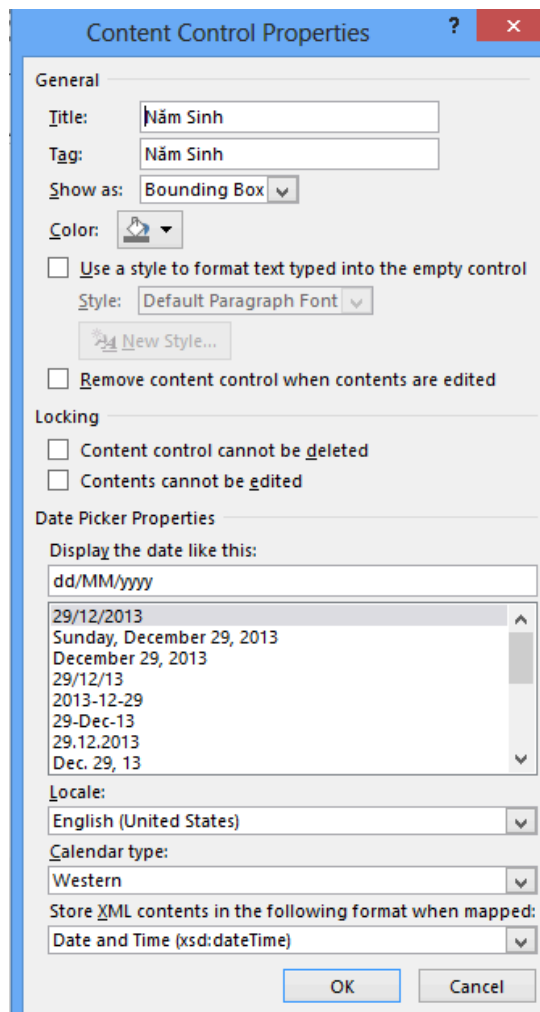 Content Control Properties ?
General
Title: Năm Sinh
Tag: Năm Sinh
Show as: Bounding Box
Color:
Use a style to format text typed into the empty control
Style: Default Paragraph Font
New Style...
Remove content control when contents are edited
Locking
Content control cannot be deleted
Contents cannot be edited
Date Picker Properties
Display the date like this:
dd/MM/yyyy
29/12/2013
Sunday, December 29, 2013
December 29, 2013
29/12/13
2013-12-29
29-Dec-13
29.12.2013
Dec. 29, 13
Locale:
English (United States)
Calendar type:
Western
Store XML contents in the following format when mapped:
Date and Time (xsd:dateTime)
OK Cancel